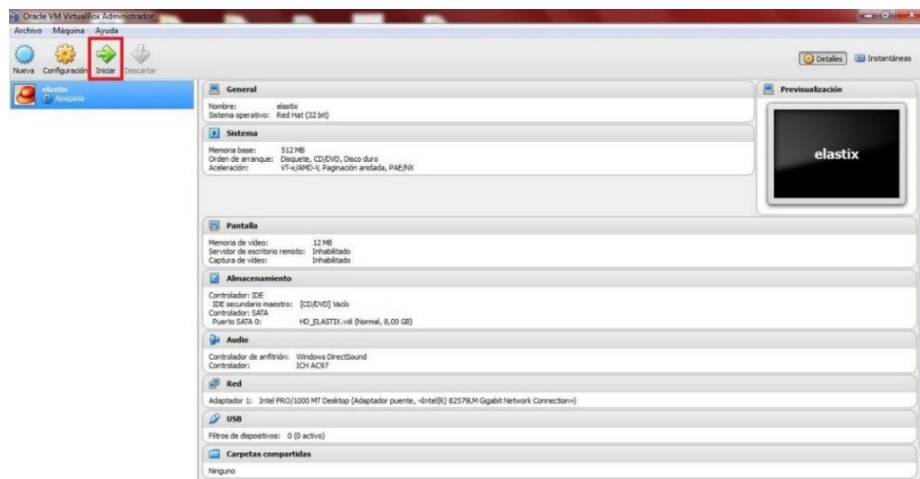 Oracle VM VirtualBox Administrador
Archivo Máquina Ayuda
Nueva Configuración Iniciar Descartar
Detalles Instantáneas
elastix
Apagada
General
Nombre: elastix
Sistema operativo: Red Hat (32 bit)
Previsualización
elastix
Sistema
Memoria base: 512 MB
Orden de arranque: Disquete, CD/DVD, Disco duro
Aceleración: VT-x/AMD-V, Paginación anidada, PAE/NX
Pantalla
Memoria de vídeo: 12 MB
Servidor de escritorio remoto: Inhabilitado
Captura de vídeo: Inhabilitado
Almacenamiento
Controlador: IDE
IDE secundario maestro: [CD/DVD] Vacío
Controlador: SATA
Puerto SATA 0: HD_ELASTIX.vdi (Normal, 8,00 GB)
Audio
Controlador de anfitrión: Windows DirectSound
Controlador: ICH AC97
Red
Adaptador 1: Intel PRO/1000 MT Desktop (Adaptador puente, «Intel(R) 82579LM Gigabit Network Connection»)
USB
Filtros de dispositivos: 0 (0 activo)
Carpetas compartidas
Ninguno